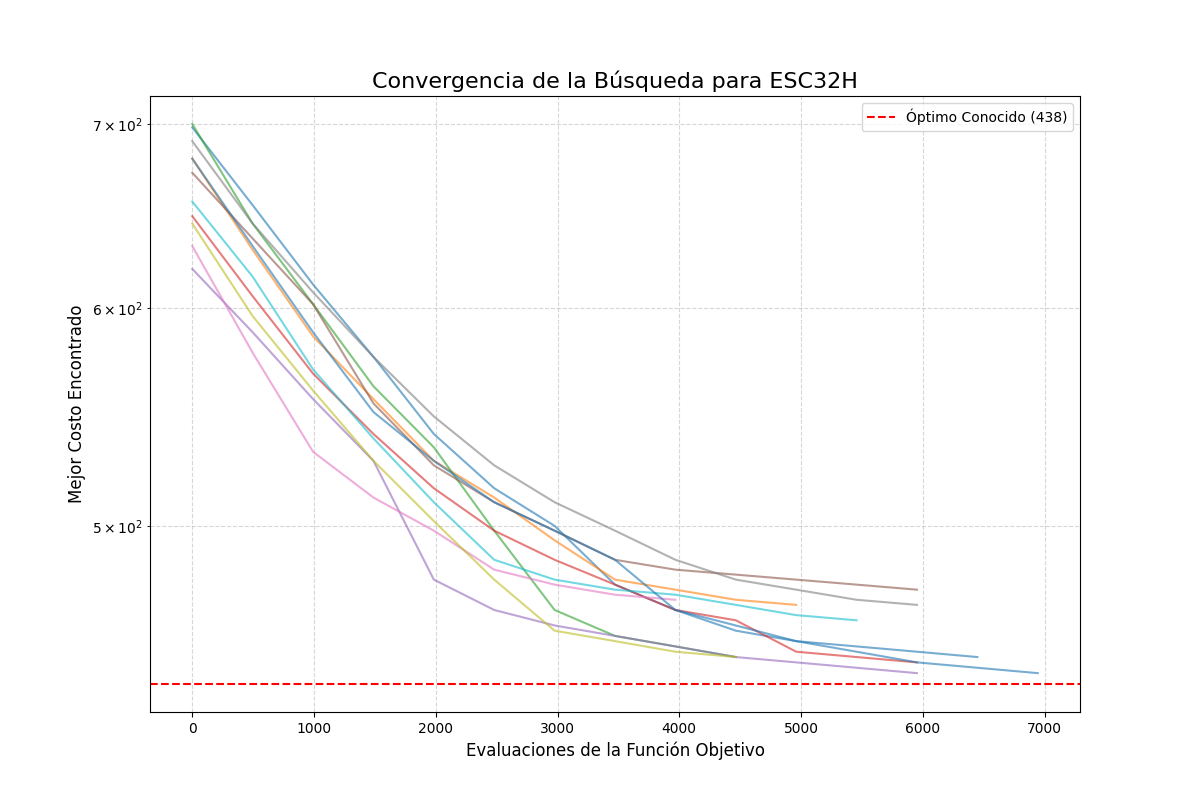 Convergencia de la Búsqueda para ESC32H
Óptimo Conocido (438)
7 × 10²
6 × 10²
5 × 10²
Mejor Costo Encontrado
0 1000 2000 3000 4000 5000 6000 7000
Evaluaciones de la Función Objetivo